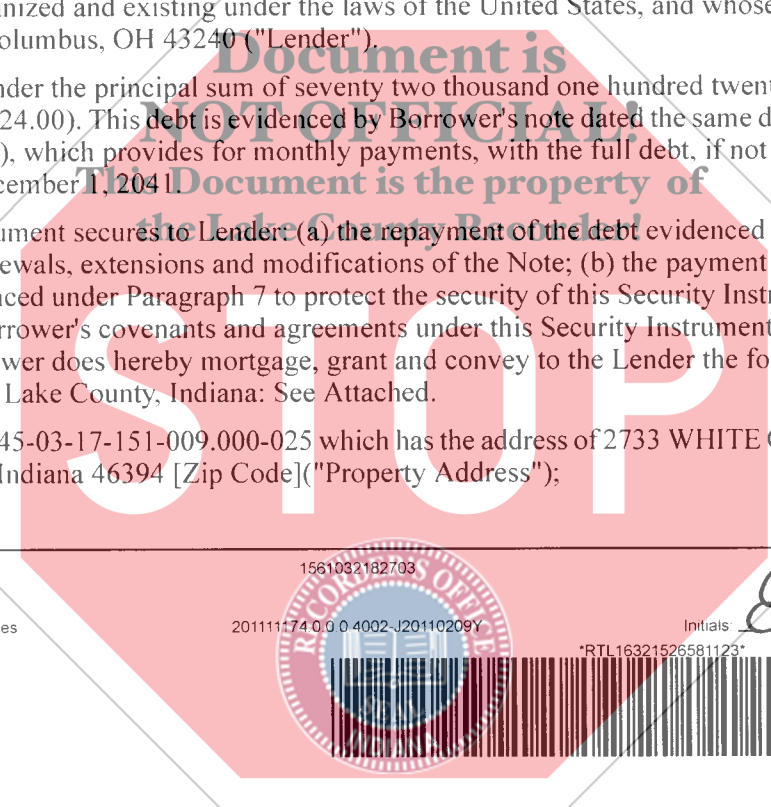 nized and existing under the laws of the United States, and whose
olumbus, OH 43240 ("Lender").
Document is
nder the principal sum of seventy two thousand one hundred twent
NOT OFFICIAL!
24.00). This debt is evidenced by Borrower's note dated the same d
), which provides for monthly payments, with the full debt, if not
cember 1, 2041.
This Document is the property of
the Lake County Recorder!
ument secures to Lender: (a) the repayment of the debt evidenced
ewals, extensions and modifications of the Note; (b) the payment
nced under Paragraph 7 to protect the security of this Security Instr
rrower's covenants and agreements under this Security Instrument
wer does hereby mortgage, grant and convey to the Lender the fo
Lake County, Indiana: See Attached.
STOP
45-03-17-151-009.000-025 which has the address of 2733 WHITE
Indiana 46394 [Zip Code]("Property Address");
1561032182703
es
201111174.0.0.0.4002-J20110209Y
Initials:
*RTL16321526581123*
RECORDER'S OFFICE
SEAL
INDIANA